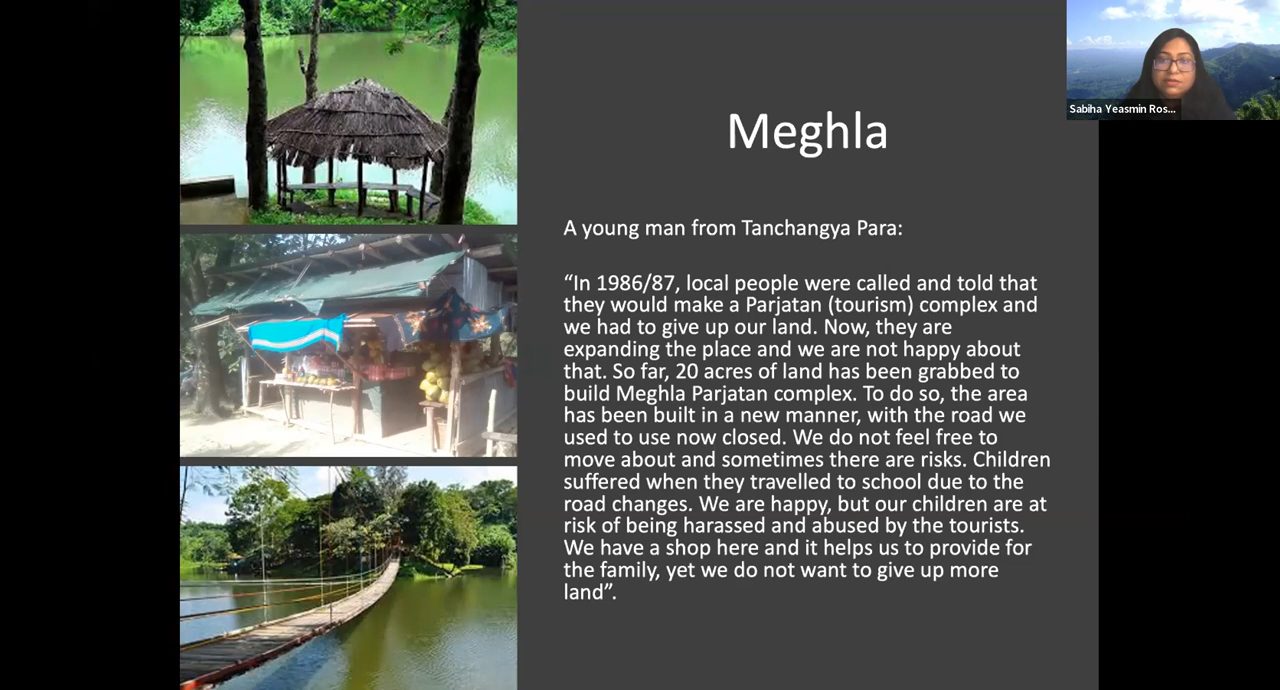 Meghla
Sabiha Yeasmin Ros...
A young man from Tanchangya Para:
“In 1986/87, local people were called and told that
they would make a Parjatan (tourism) complex and
we had to give up our land. Now, they are
expanding the place and we are not happy about
that. So far, 20 acres of land has been grabbed to
build Meghla Parjatan complex. To do so, the area
has been built in a new manner, with the road we
used to use now closed. We do not feel free to
move about and sometimes there are risks. Children
suffered when they travelled to school due to the
road changes. We are happy, but our children are at
risk of being harassed and abused by the tourists.
We have a shop here and it helps us to provide for
the family, yet we do not want to give up more
land”.